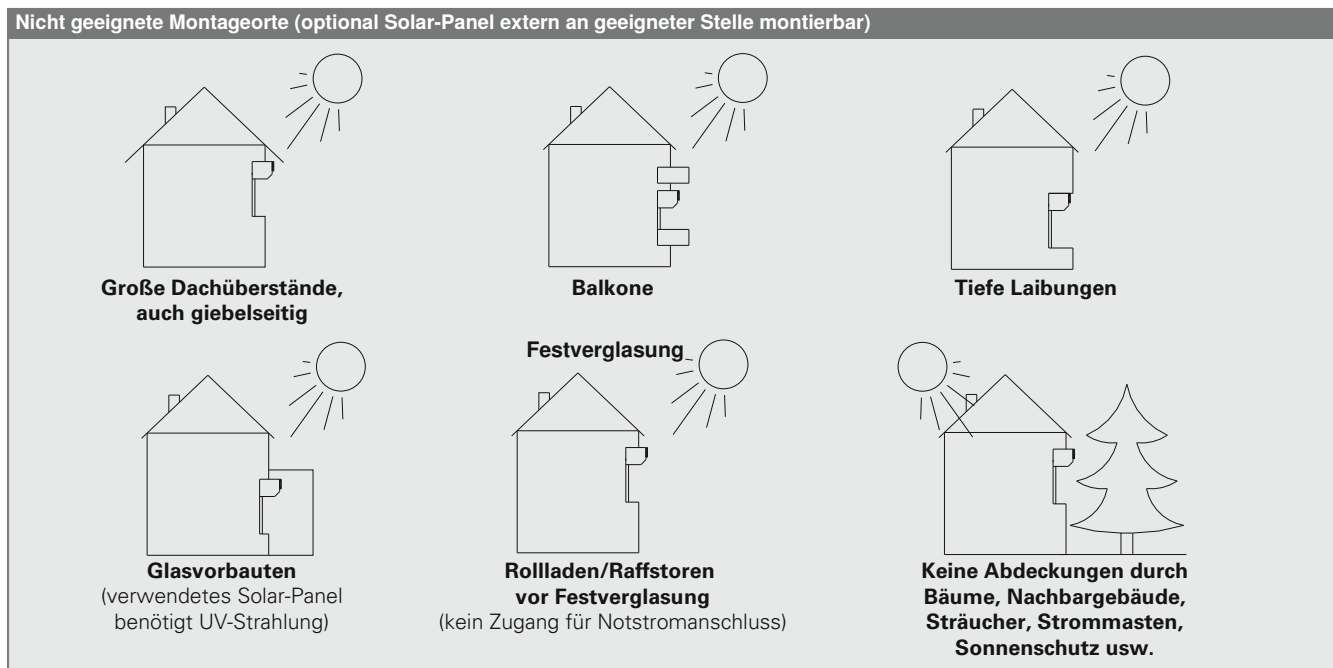 Nicht geeignete Montageorte (optional Solar-Panel extern an geeigneter Stelle montierbar)
Große Dachüberstände,
auch giebelseitig
Balkone
Tiefe Laibungen
Glasvorbauten
(verwendetes Solar-Panel
benötigt UV-Strahlung)
Festverglasung
Rollladen/Raffstoren
vor Festverglasung
(kein Zugang für Notstromanschluss)
Keine Abdeckungen durch
Bäume, Nachbargebäude,
Sträucher, Strommasten,
Sonnenschutz usw.